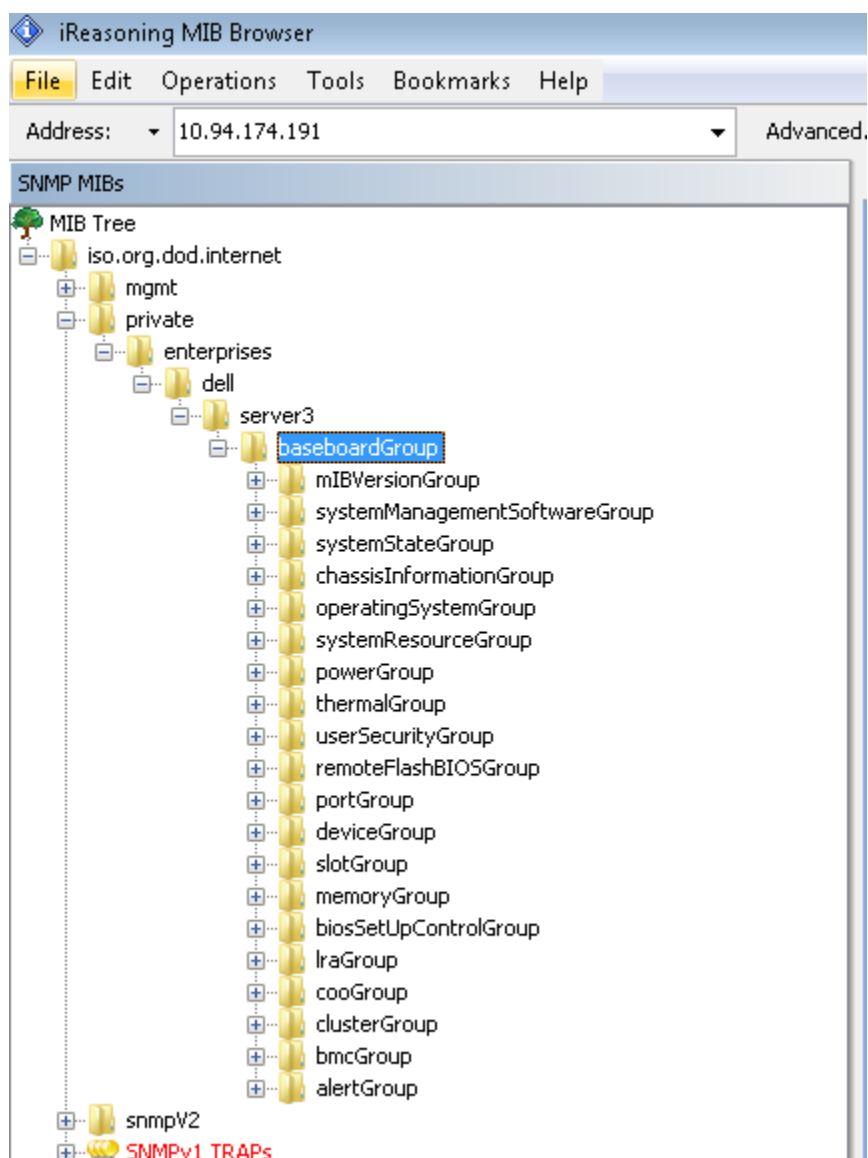 iReasoning MIB Browser
File Edit Operations Tools Bookmarks Help
Address: 10.94.174.191 Advanced.
SNMP MIBs
MIB Tree
iso.org.dod.internet
mgmt
private
enterprises
dell
server3
baseboardGroup
mIBVersionGroup
systemManagementSoftwareGroup
systemStateGroup
chassisInformationGroup
operatingSystemGroup
systemResourceGroup
powerGroup
thermalGroup
userSecurityGroup
remoteFlashBIOSGroup
portGroup
deviceGroup
slotGroup
memoryGroup
biosSetUpControlGroup
lraGroup
cooGroup
clusterGroup
bmcGroup
alertGroup
snmpV2
SNMPv1 TRAPs